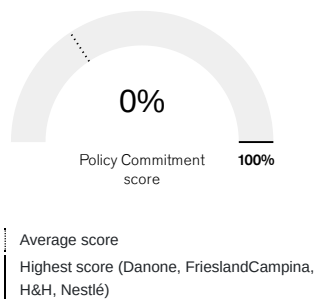 0%
Policy Commitment
score
100%
Average score
Highest score (Danone, FrieslandCampina,
H&H, Nestlé)